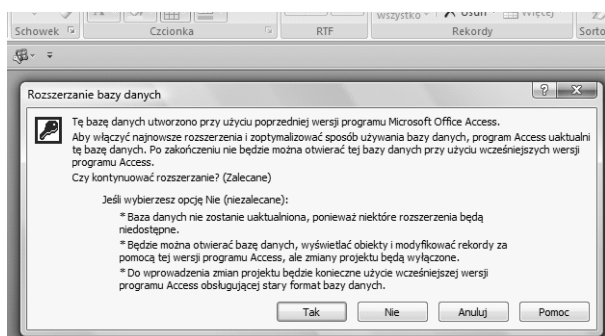 wszystko
Usuń
Więcej
Schowek
Czcionka
RTF
Rekordy
Sorto
Rozszerzanie bazy danych
Tę bazę danych utworzono przy użyciu poprzedniej wersji programu Microsoft Office Access.
Aby włączyć najnowsze rozszerzenia i zoptymalizować sposób używania bazy danych, program Access uaktualni
tę bazę danych. Po zakończeniu nie będzie można otwierać tej bazy danych przy użyciu wcześniejszych wersji
programu Access.
Czy kontynuować rozszerzanie? (Zalecane)
Jeśli wybierzesz opcję Nie (niezalecane):
* Baza danych nie zostanie uaktualniona, ponieważ niektóre rozszerzenia będą
niedostępne.
* Będzie można otwierać bazę danych, wyświetlać obiekty i modyfikować rekordy za
pomocą tej wersji programu Access, ale zmiany projektu będą wyłączone.
* Do wprowadzenia zmian projektu będzie konieczne użycie wcześniejszej wersji
programu Access obsługującej stary format bazy danych.
Tak
Nie
Anuluj
Pomoc